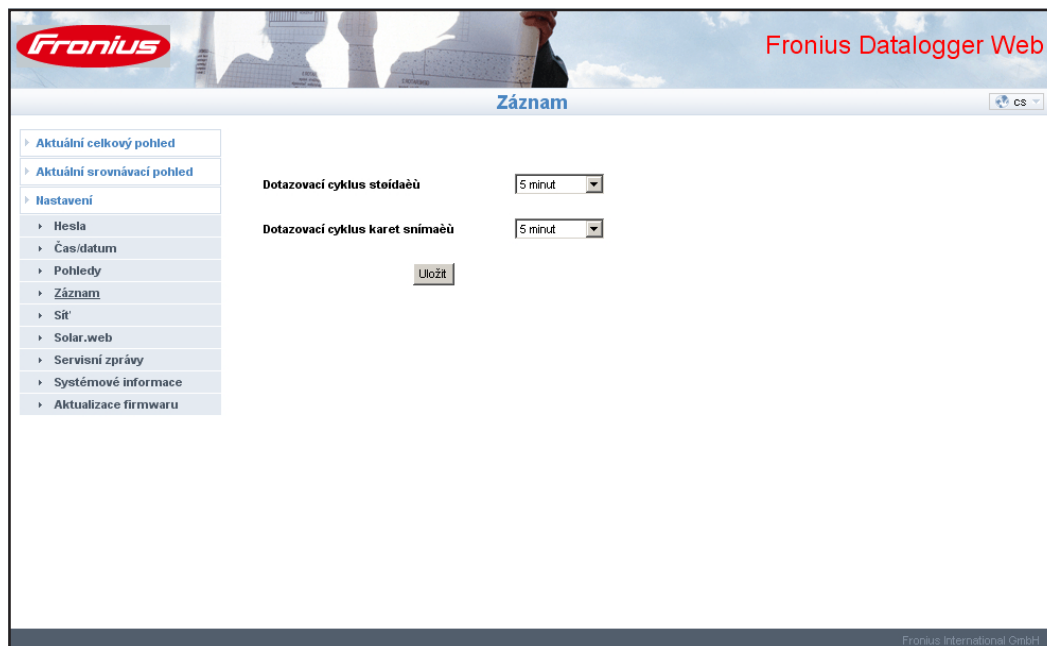 Fronius
Fronius Datalogger Web
Záznam
cs
Aktuální celkový pohled
Aktuální srovnávací pohled
Nastavení
Hesla
Čas/datum
Pohledy
Záznam
Síť
Solar.web
Servisní zprávy
Systémové informace
Aktualizace firmwaru
Dotazovací cyklus støídaèù
5 minut
Dotazovací cyklus karet snímaèù
5 minut
Uložit
Fronius International GmbH